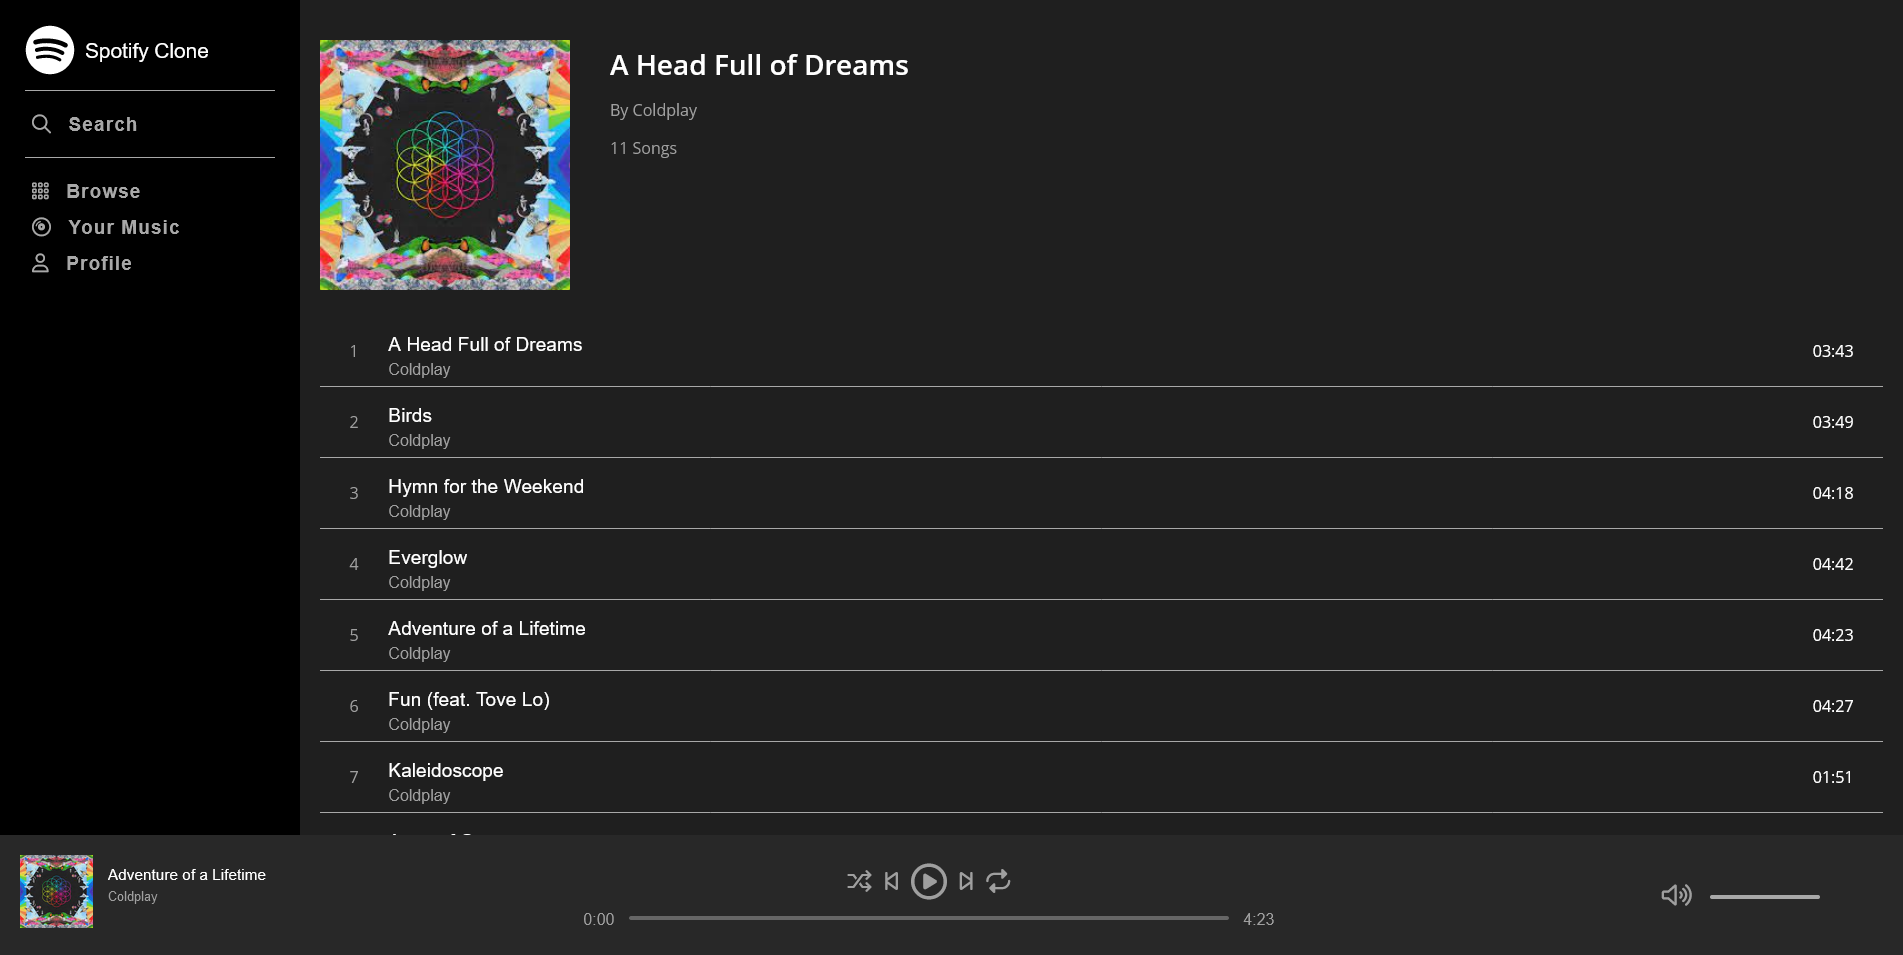 Spotify Clone
Search
Browse
Your Music
Profile
A Head Full of Dreams
By Coldplay
11 Songs
1 A Head Full of Dreams 03:43
Coldplay
2 Birds 03:49
Coldplay
3 Hymn for the Weekend 04:18
Coldplay
4 Everglow 04:42
Coldplay
5 Adventure of a Lifetime 04:23
Coldplay
6 Fun (feat. Tove Lo) 04:27
Coldplay
7 Kaleidoscope 01:51
Coldplay
Adventure of a Lifetime
Coldplay
0:00 4:23